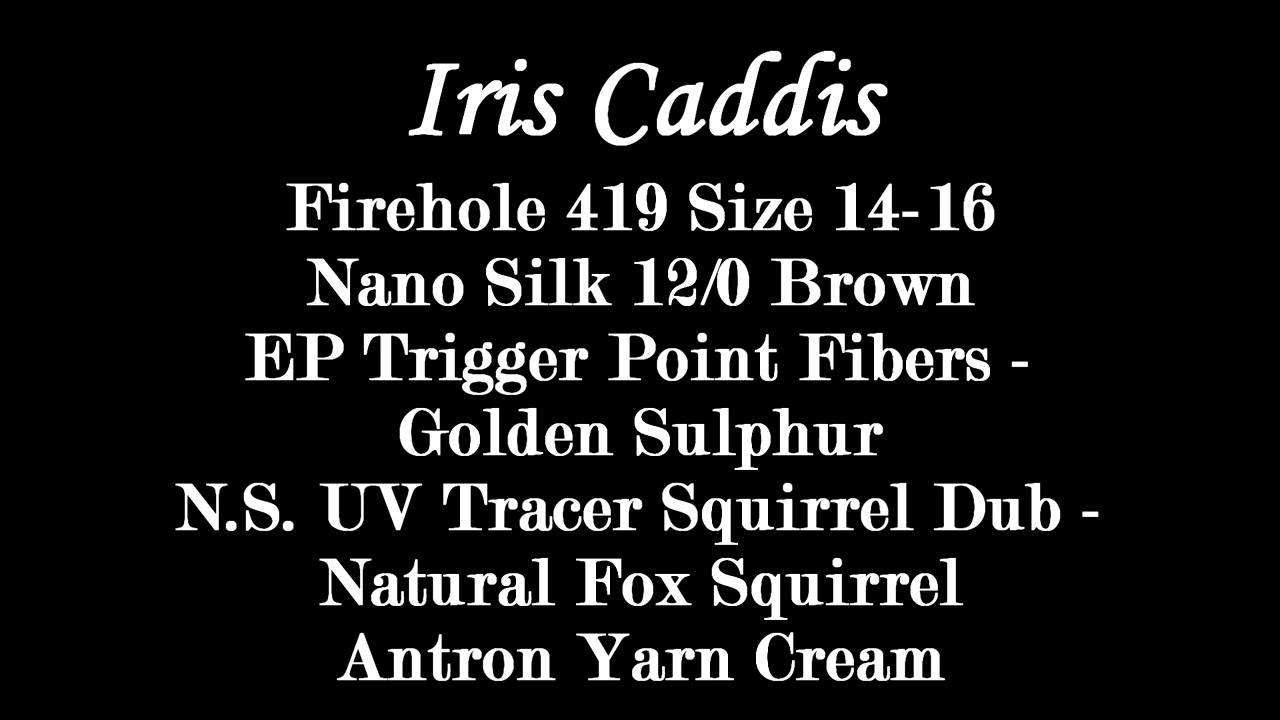 Iris Caddis
Firehole 419 Size 14-16
Nano Silk 12/0 Brown
EP Trigger Point Fibers -
Golden Sulphur
N.S. UV Tracer Squirrel Dub -
Natural Fox Squirrel
Antron Yarn Cream